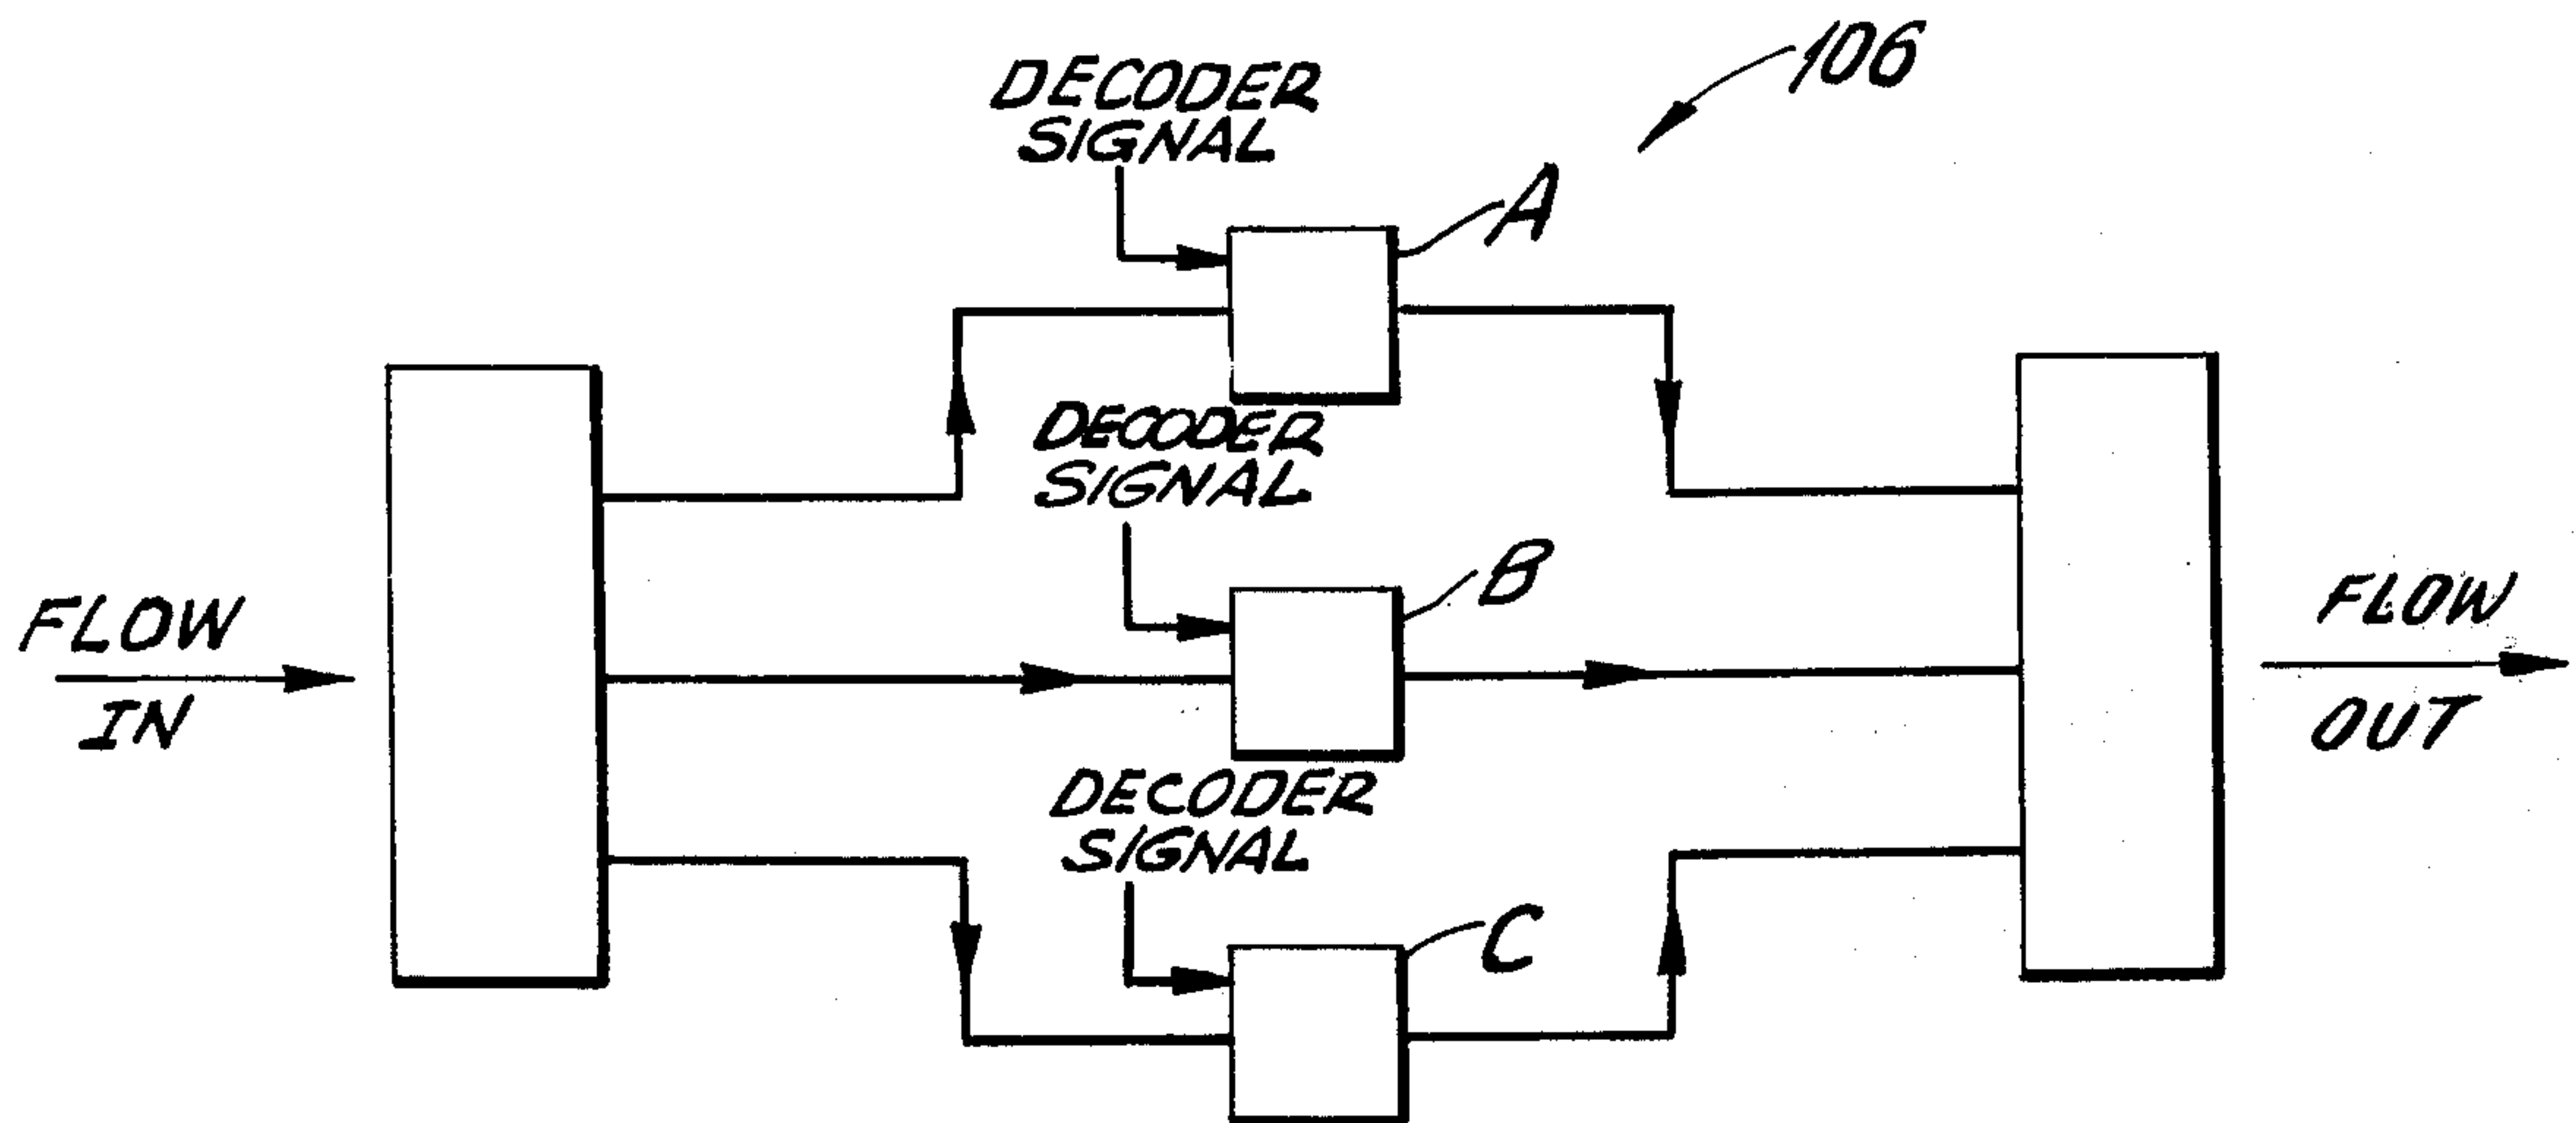 106
DECODER
SIGNAL
A
DECODER
SIGNAL
B
FLOW
IN
FLOW
OUT
DECODER
SIGNAL
C